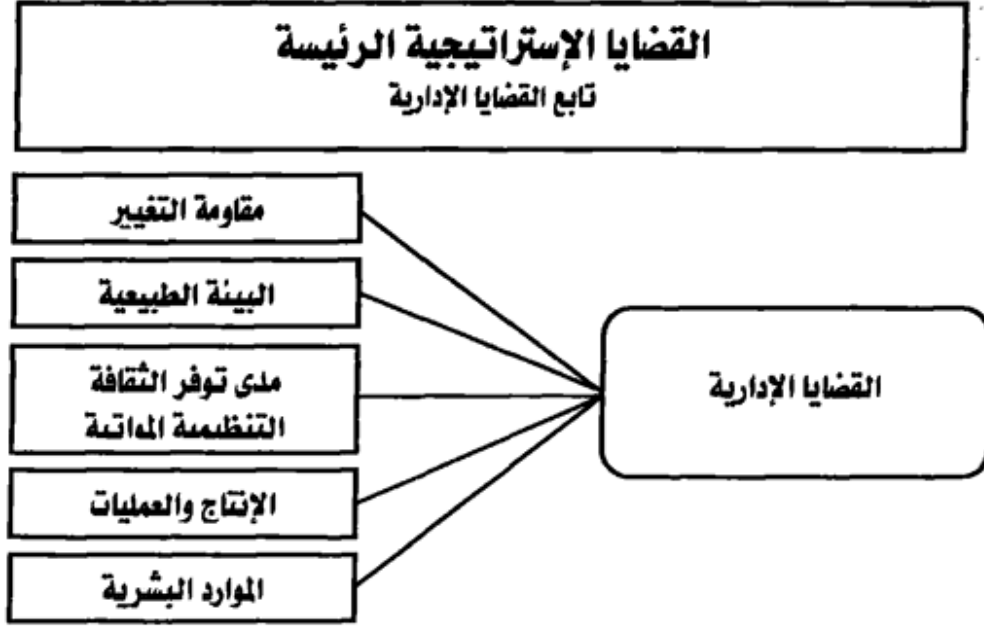 القضايا الإستراتيجية الرئيسة
تابع القضايا الإدارية
مقاومة التغيير
البيئة الطبيعية
مدى توفر الثقافة
التنظيمية المواتية
الإنتاج والعمليات
الموارد البشرية
القضايا الإدارية